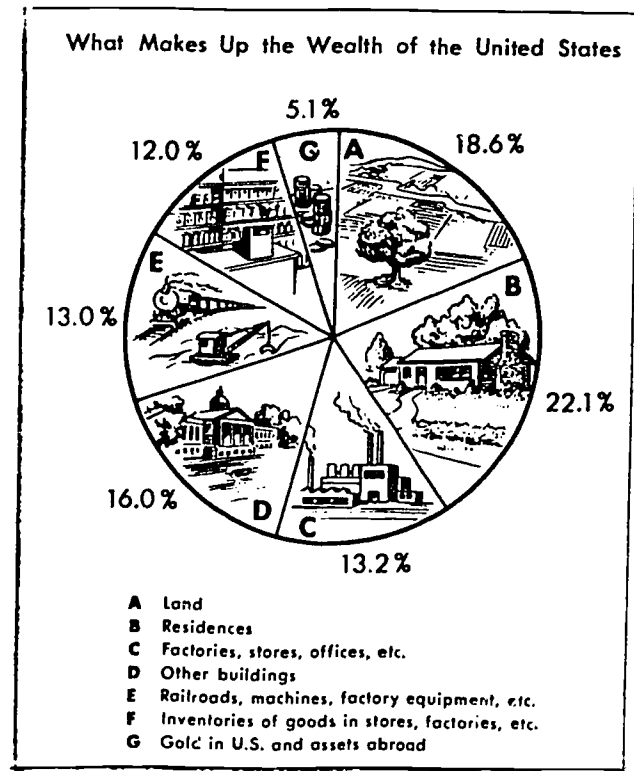 What Makes Up the Wealth of the United States
5.1%
12.0%
18.6%
F
G
A
E
B
13.0%
22.1%
16.0%
D
C
13.2%
A Land
B Residences
C Factories, stores, offices, etc.
D Other buildings
E Railroads, machines, factory equipment, etc.
F Inventories of goods in stores, factories, etc.
G Gold in U.S. and assets abroad